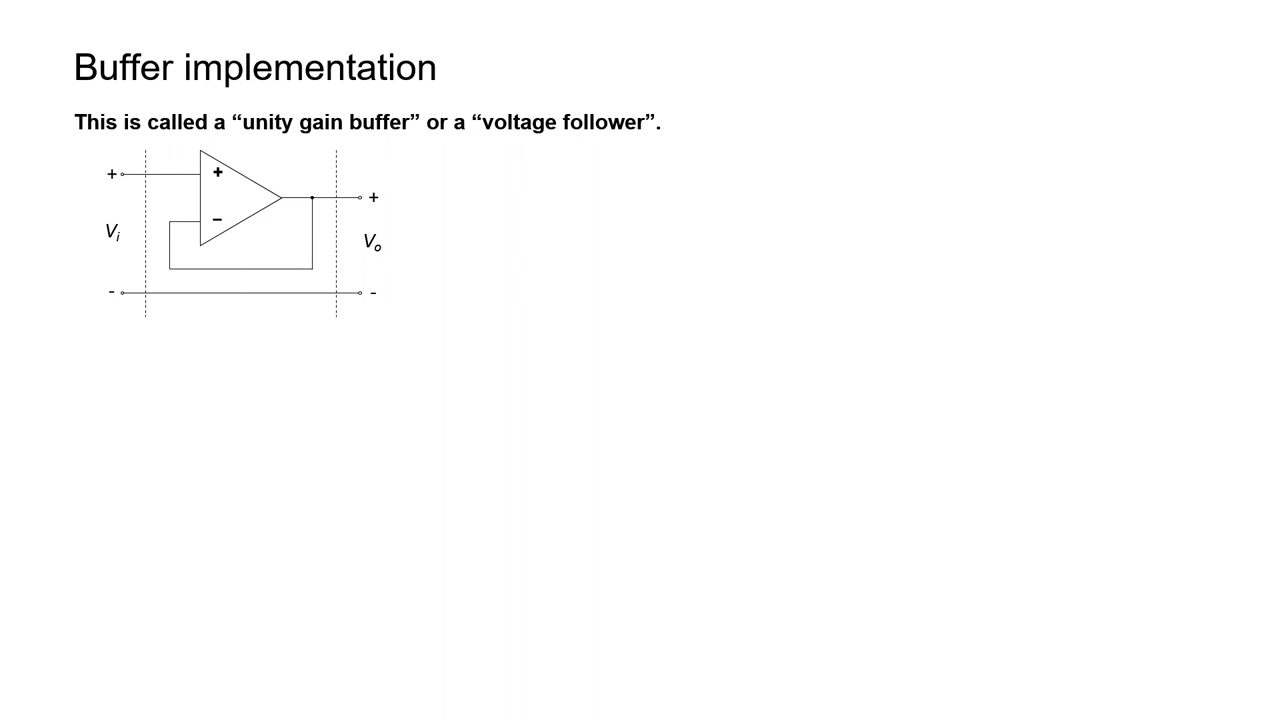 Buffer implementation
This is called a “unity gain buffer” or a “voltage follower”.
+
+
+
−
Vi
Vo
-
-